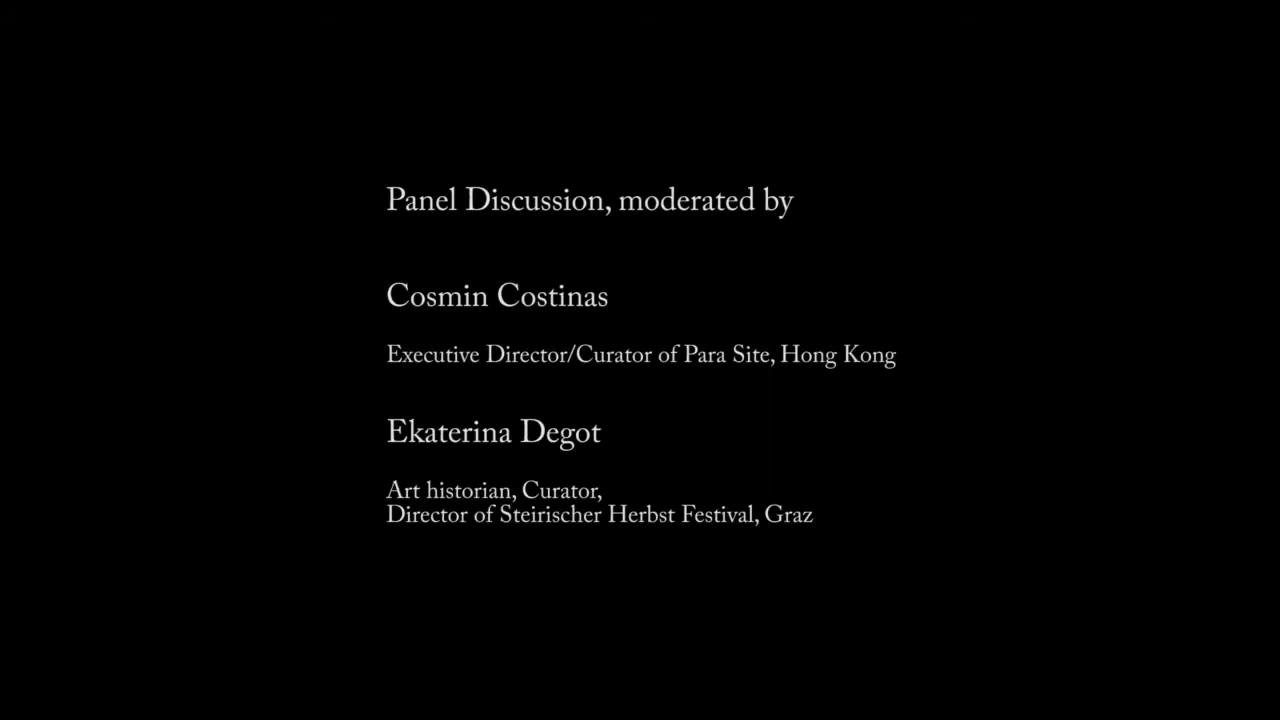 Panel Discussion, moderated by
Cosmin Costinas
Executive Director/Curator of Para Site, Hong Kong
Ekaterina Degot
Art historian, Curator,
Director of Steirischer Herbst Festival, Graz